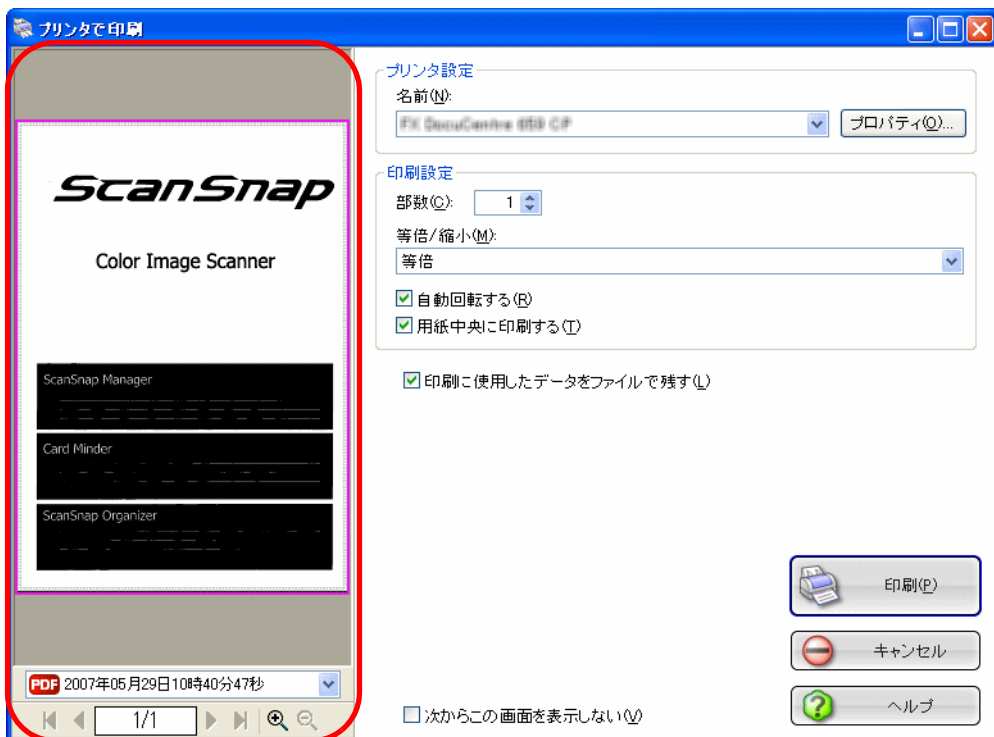 プリンタで印刷
ScanSnap
Color Image Scanner
ScanSnap Manager
Card Minder
ScanSnap Organizer
PDF 2007年05月29日10時40分47秒
1/1
プリンタ設定
名前(N):
プロパティ(O)...
印刷設定
部数(C): 1
等倍/縮小(M):
等倍
自動回転する(R)
用紙中央に印刷する(T)
印刷に使用したデータをファイルで残す(L)
印刷(P)
キャンセル
次からこの画面を表示しない(V)
ヘルプ